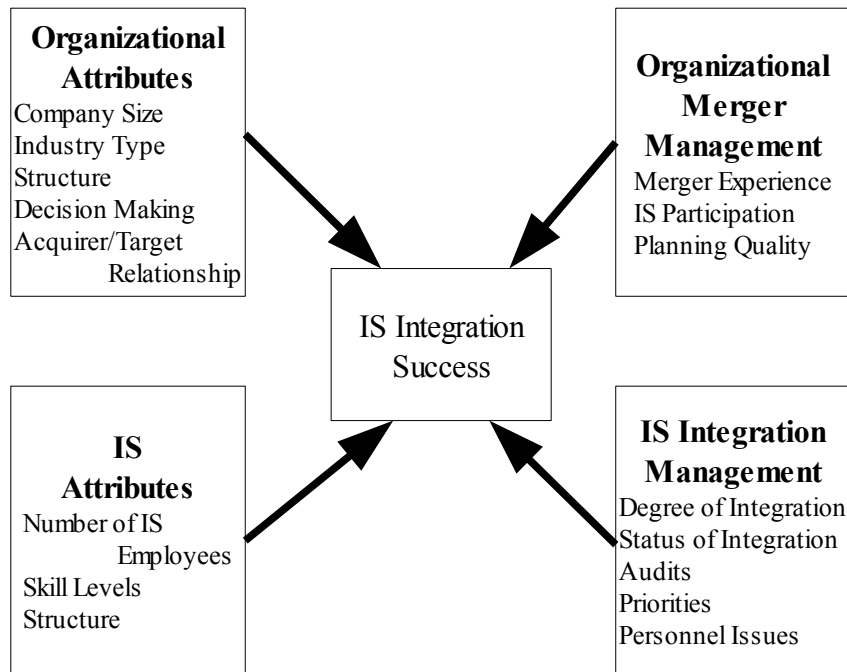 Organizational
Attributes
Company Size
Industry Type
Structure
Decision Making
Acquirer/Target
Relationship
Organizational
Merger
Management
Merger Experience
IS Participation
Planning Quality
IS Integration
Success
IS
Attributes
Number of IS
Employees
Skill Levels
Structure
IS Integration
Management
Degree of Integration
Status of Integration
Audits
Priorities
Personnel Issues